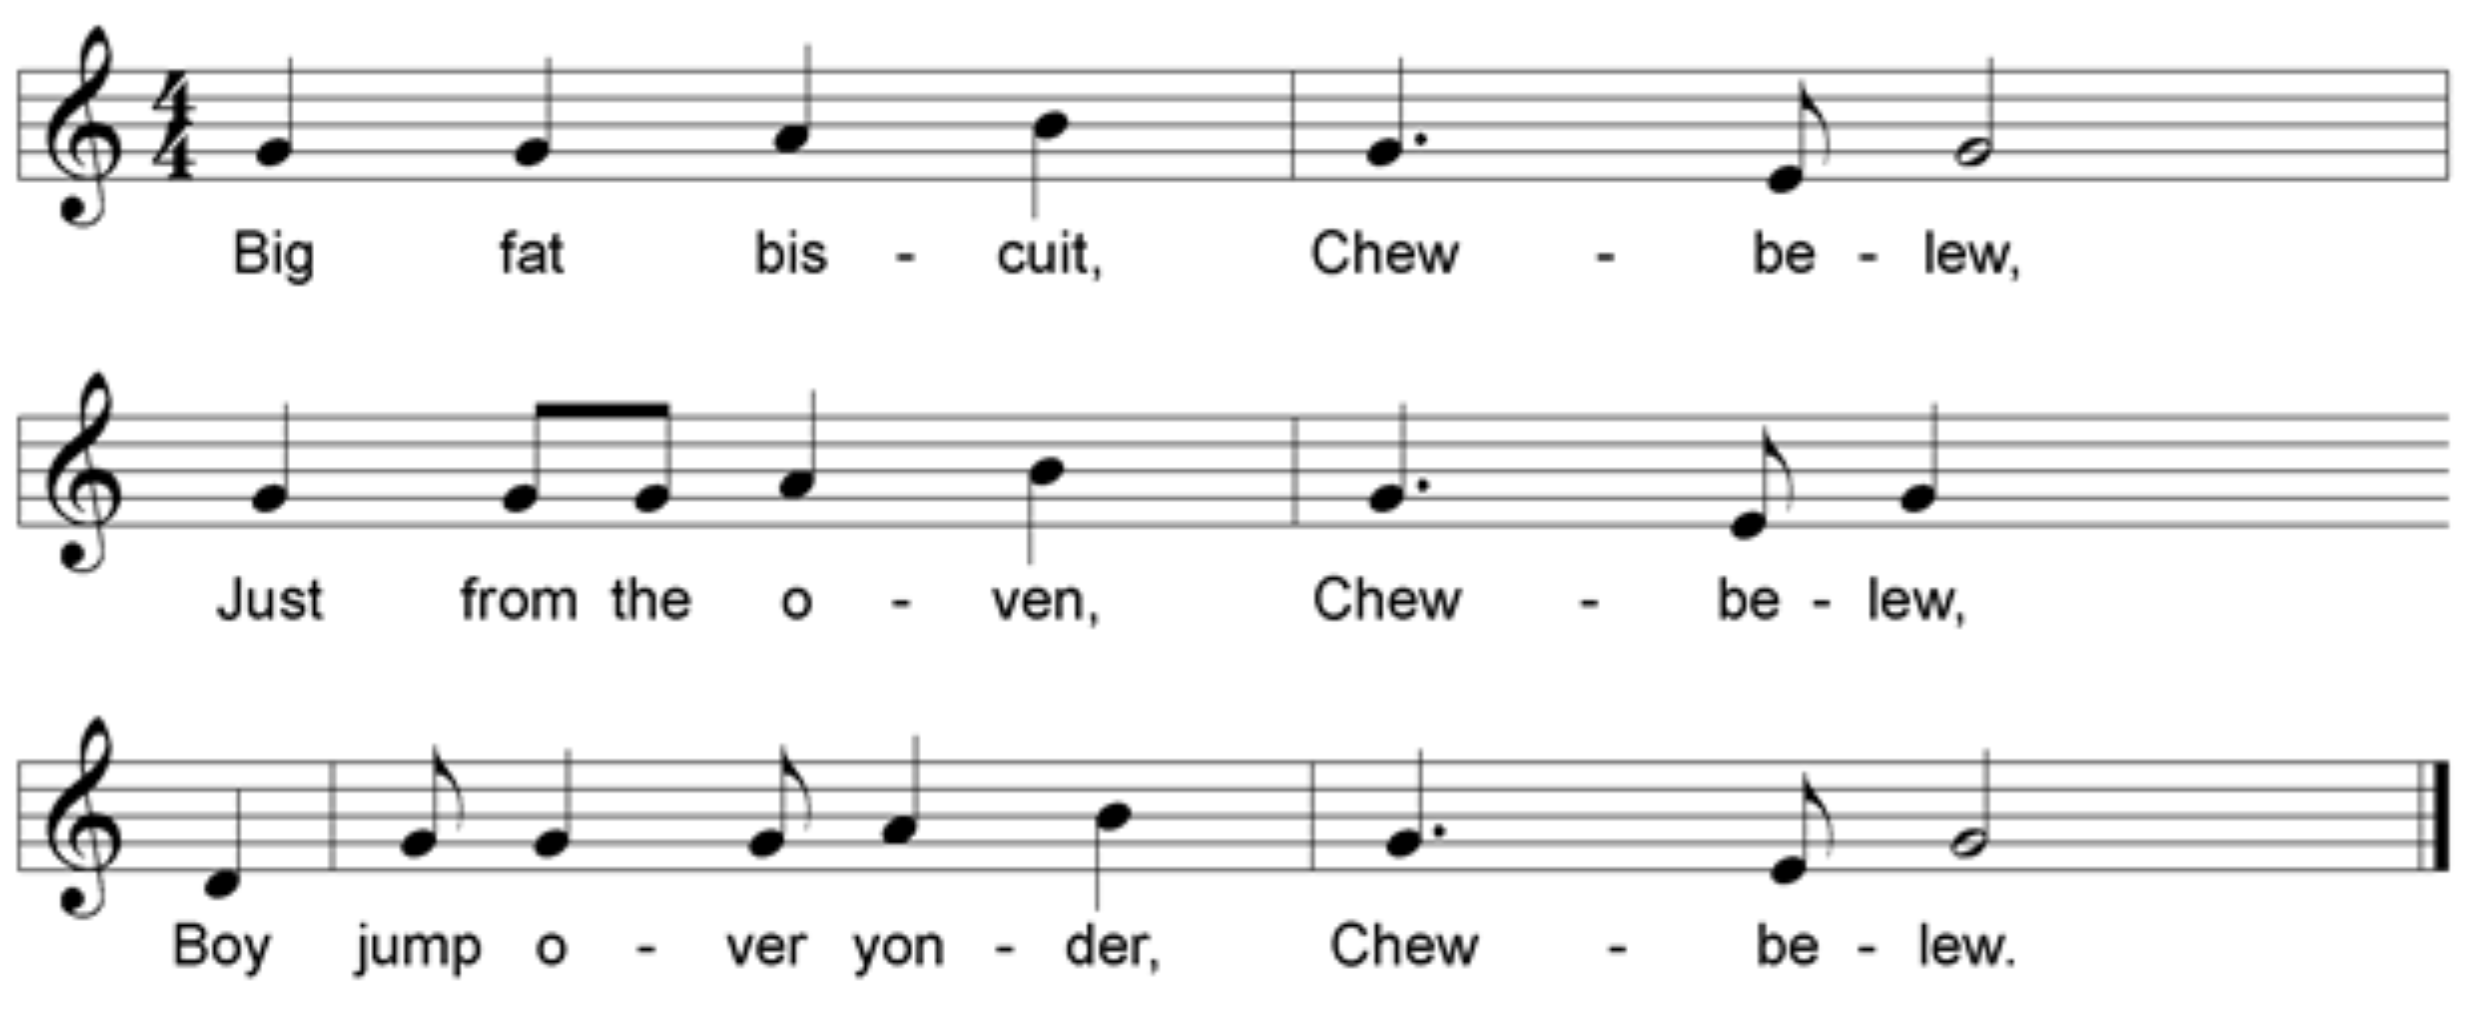 4
4
Big fat bis - cuit, Chew - be - lew,
Just from the o - ven, Chew - be - lew,
Boy jump o - ver yon - der, Chew - be - lew.